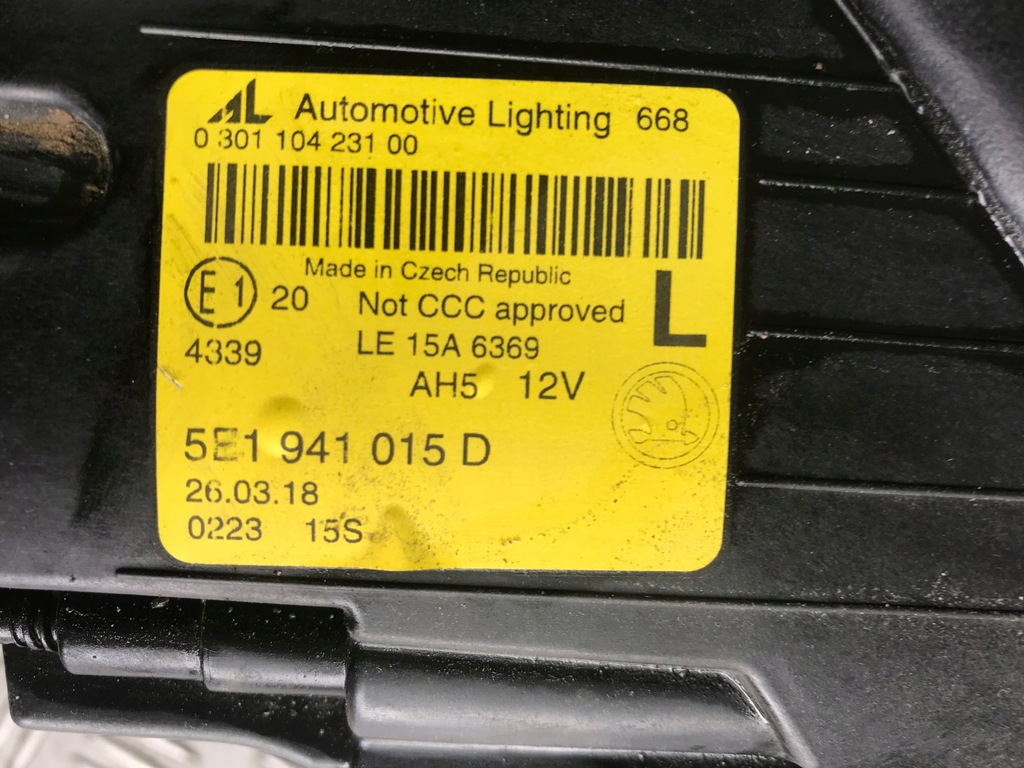 AL Automotive Lighting 668
0 301 104 231 00
Made in Czech Republic
E1 20 Not CCC approved L
4339 LE 15A 6369
AH5 12V
5E1 941 015 D
26.03.18
0223 15S